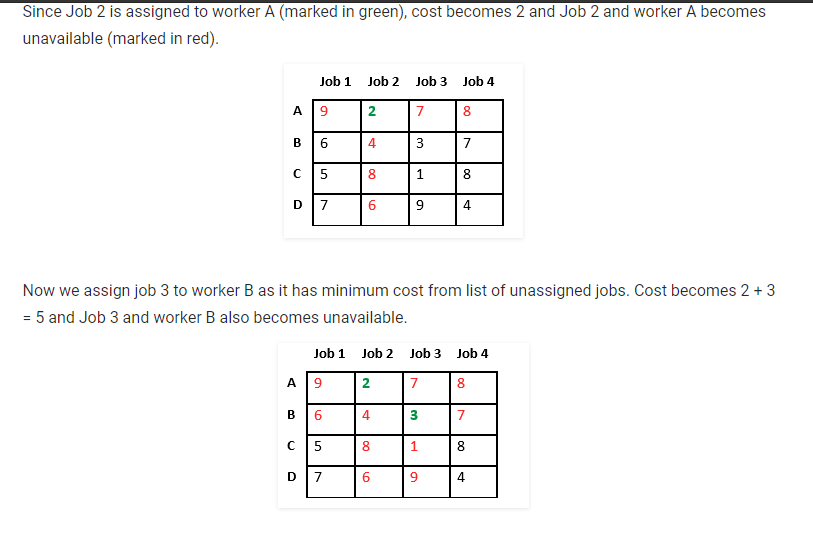 Since Job 2 is assigned to worker A (marked in green), cost becomes 2 and Job 2 and worker A becomes
unavailable (marked in red).
Job 1 Job 2 Job 3 Job 4
A 9 2 7 8
B 6 4 3 7
C 5 8 1 8
D 7 6 9 4
Now we assign job 3 to worker B as it has minimum cost from list of unassigned jobs. Cost becomes 2 + 3
= 5 and Job 3 and worker B also becomes unavailable.
Job 1 Job 2 Job 3 Job 4
A 9 2 7 8
B 6 4 3 7
C 5 8 1 8
D 7 6 9 4